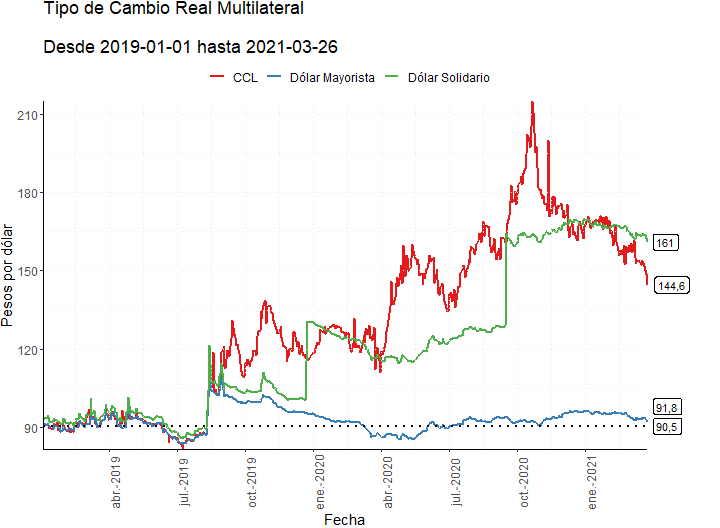 Tipo de Cambio Real Multilateral
Desde 2019-01-01 hasta 2021-03-26
CCL Dólar Mayorista Dólar Solidario
Pesos por dólar
210
180
150
120
90
161
144,6
91,8
90,5
abr.-2019
jul.-2019
oct.-2019
ene.-2020
abr.-2020
jul.-2020
oct.-2020
ene.-2021
Fecha